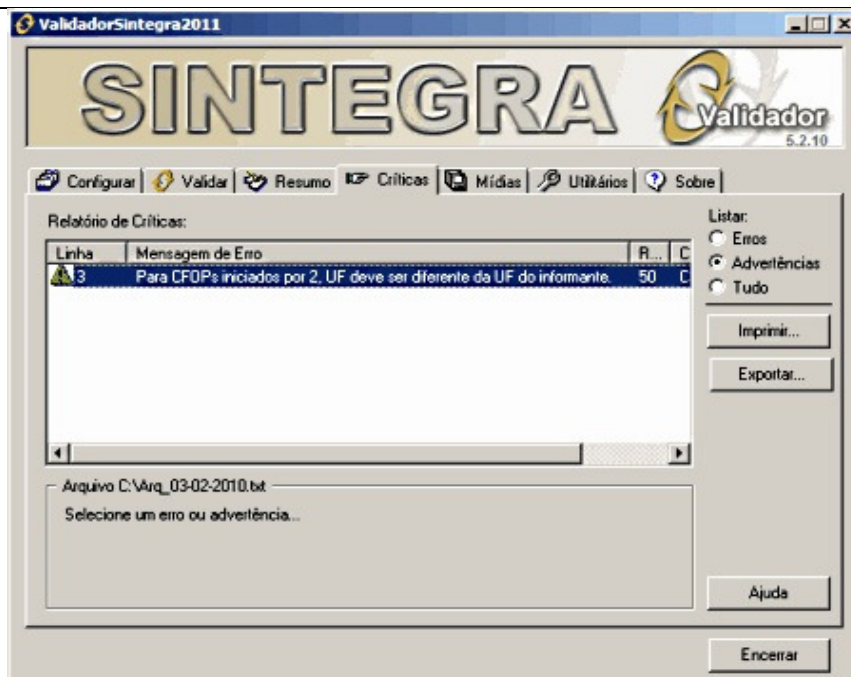 ValidadorSintegra2011
SINTEGRA
Validador
5.2.10
Configurar Validar Resumo Críticas Mídias Utilitários Sobre
Relatório de Críticas:
Linha Mensagem de Erro R... C
3 Para CFOPs iniciados por 2, UF deve ser diferente da UF do informante. 50 C
Listar:
Erros
Advertências
Tudo
Imprimir...
Exportar...
Arquivo C:\Arq_03-02-2010.txt
Selecione um erro ou advertência...
Ajuda
Encerrar